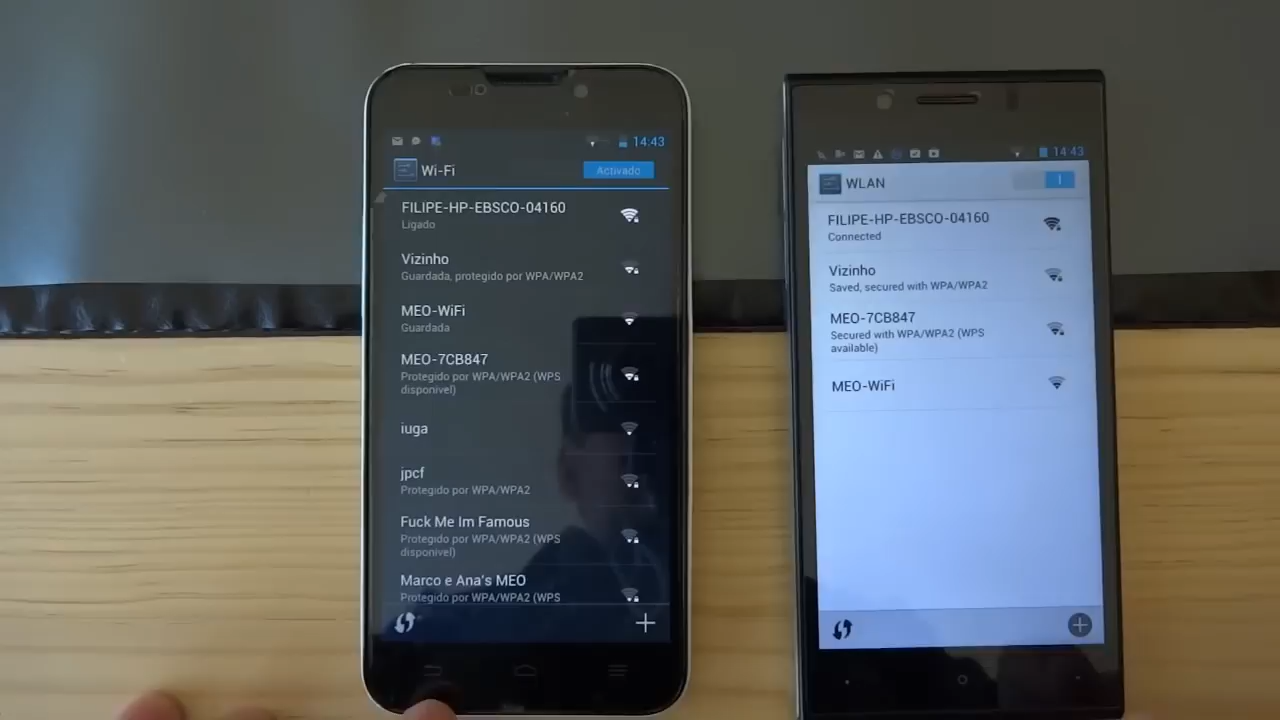 14:43
Wi-Fi
Activado
FILIPE-HP-EBSCO-04160
Ligado
Vizinho
Guardada, protegido por WPA/WPA2
MEO-WiFi
Guardada
MEO-7CB847
Protegido por WPA/WPA2 (WPS
disponível)
iuga
jpcf
Protegido por WPA/WPA2
Fuck Me Im Famous
Protegido por WPA/WPA2 (WPS
disponível)
Marco e Ana's MEO
Protegido por WPA/WPA2 (WPS
14:43
WLAN
FILIPE-HP-EBSCO-04160
Connected
Vizinho
Saved, secured with WPA/WPA2
MEO-7CB847
Secured with WPA/WPA2 (WPS
available)
MEO-WiFi